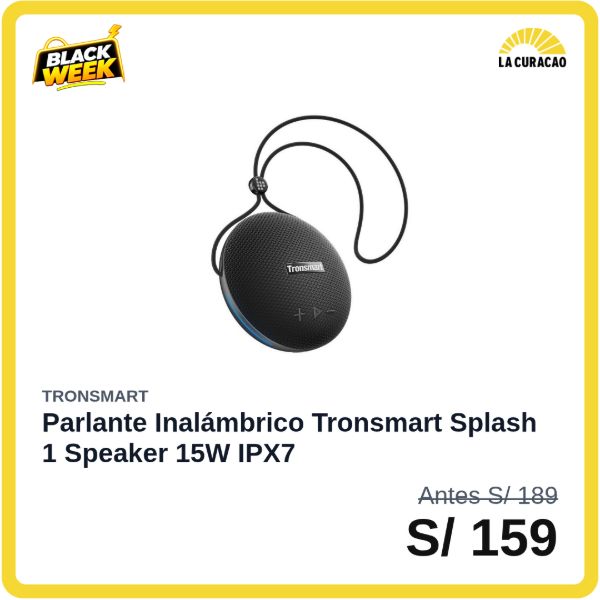 BLACK
WEEK
LA CURACAO
Tronsmart
TRONSMART
Parlante Inalámbrico Tronsmart Splash
1 Speaker 15W IPX7
Antes S/ 189
S/ 159